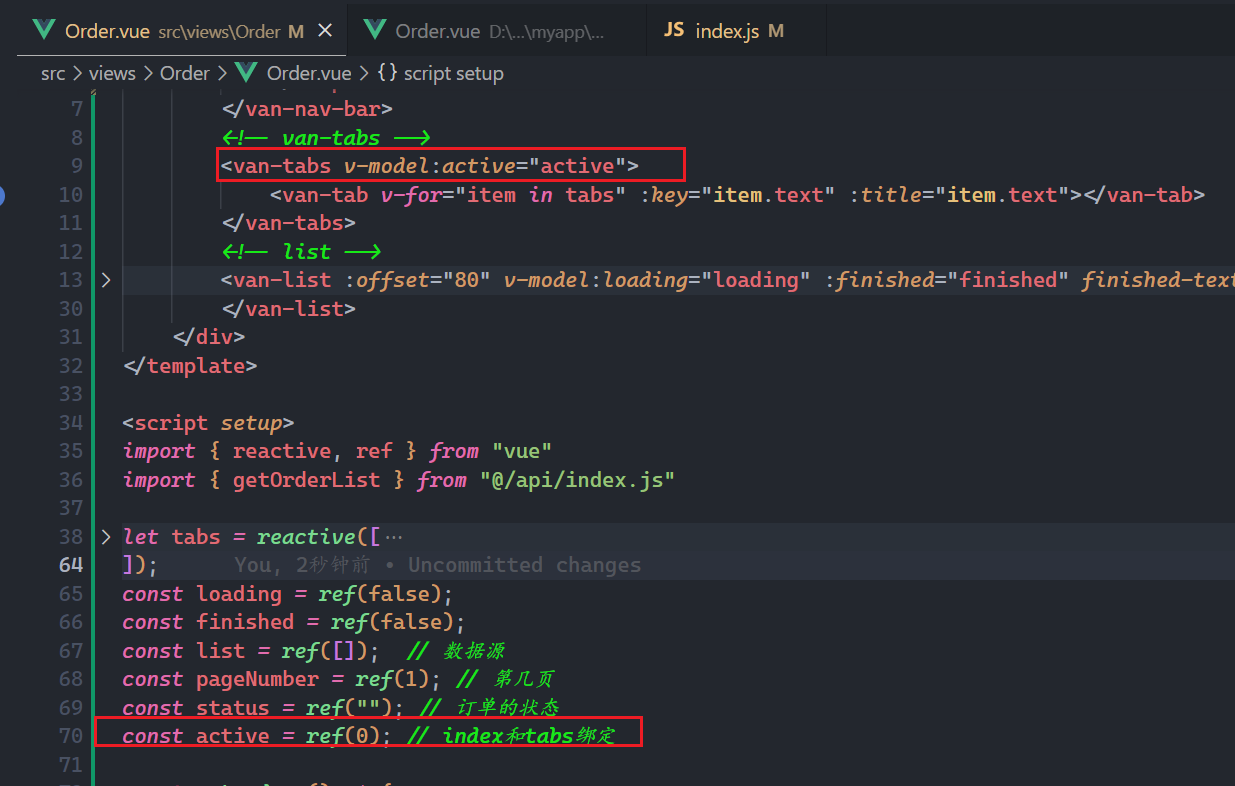 Order.vue src\views\Order M × Order.vue D:\...\myapp\... JS index.js M
src > views > Order > Order.vue > {} script setup
7 </van-nav-bar>
8 <!-- van-tabs -->
9 <van-tabs v-model:active="active">
10 <van-tab v-for="item in tabs" :key="item.text" :title="item.text"></van-tab>
11 </van-tabs>
12 <!-- list -->
13 <van-list :offset="80" v-model:loading="loading" :finished="finished" finished-text
30 </van-list>
31 </div>
32 </template>
33
34 <script setup>
35 import { reactive, ref } from "vue"
36 import { getOrderList } from "@/api/index.js"
37
38 let tabs = reactive([···
64 ]); You, 2秒钟前 • Uncommitted changes
65 const loading = ref(false);
66 const finished = ref(false);
67 const list = ref([]); // 数据源
68 const pageNumber = ref(1); // 第几页
69 const status = ref(""); // 订单的状态
70 const active = ref(0); // index和tabs绑定
71